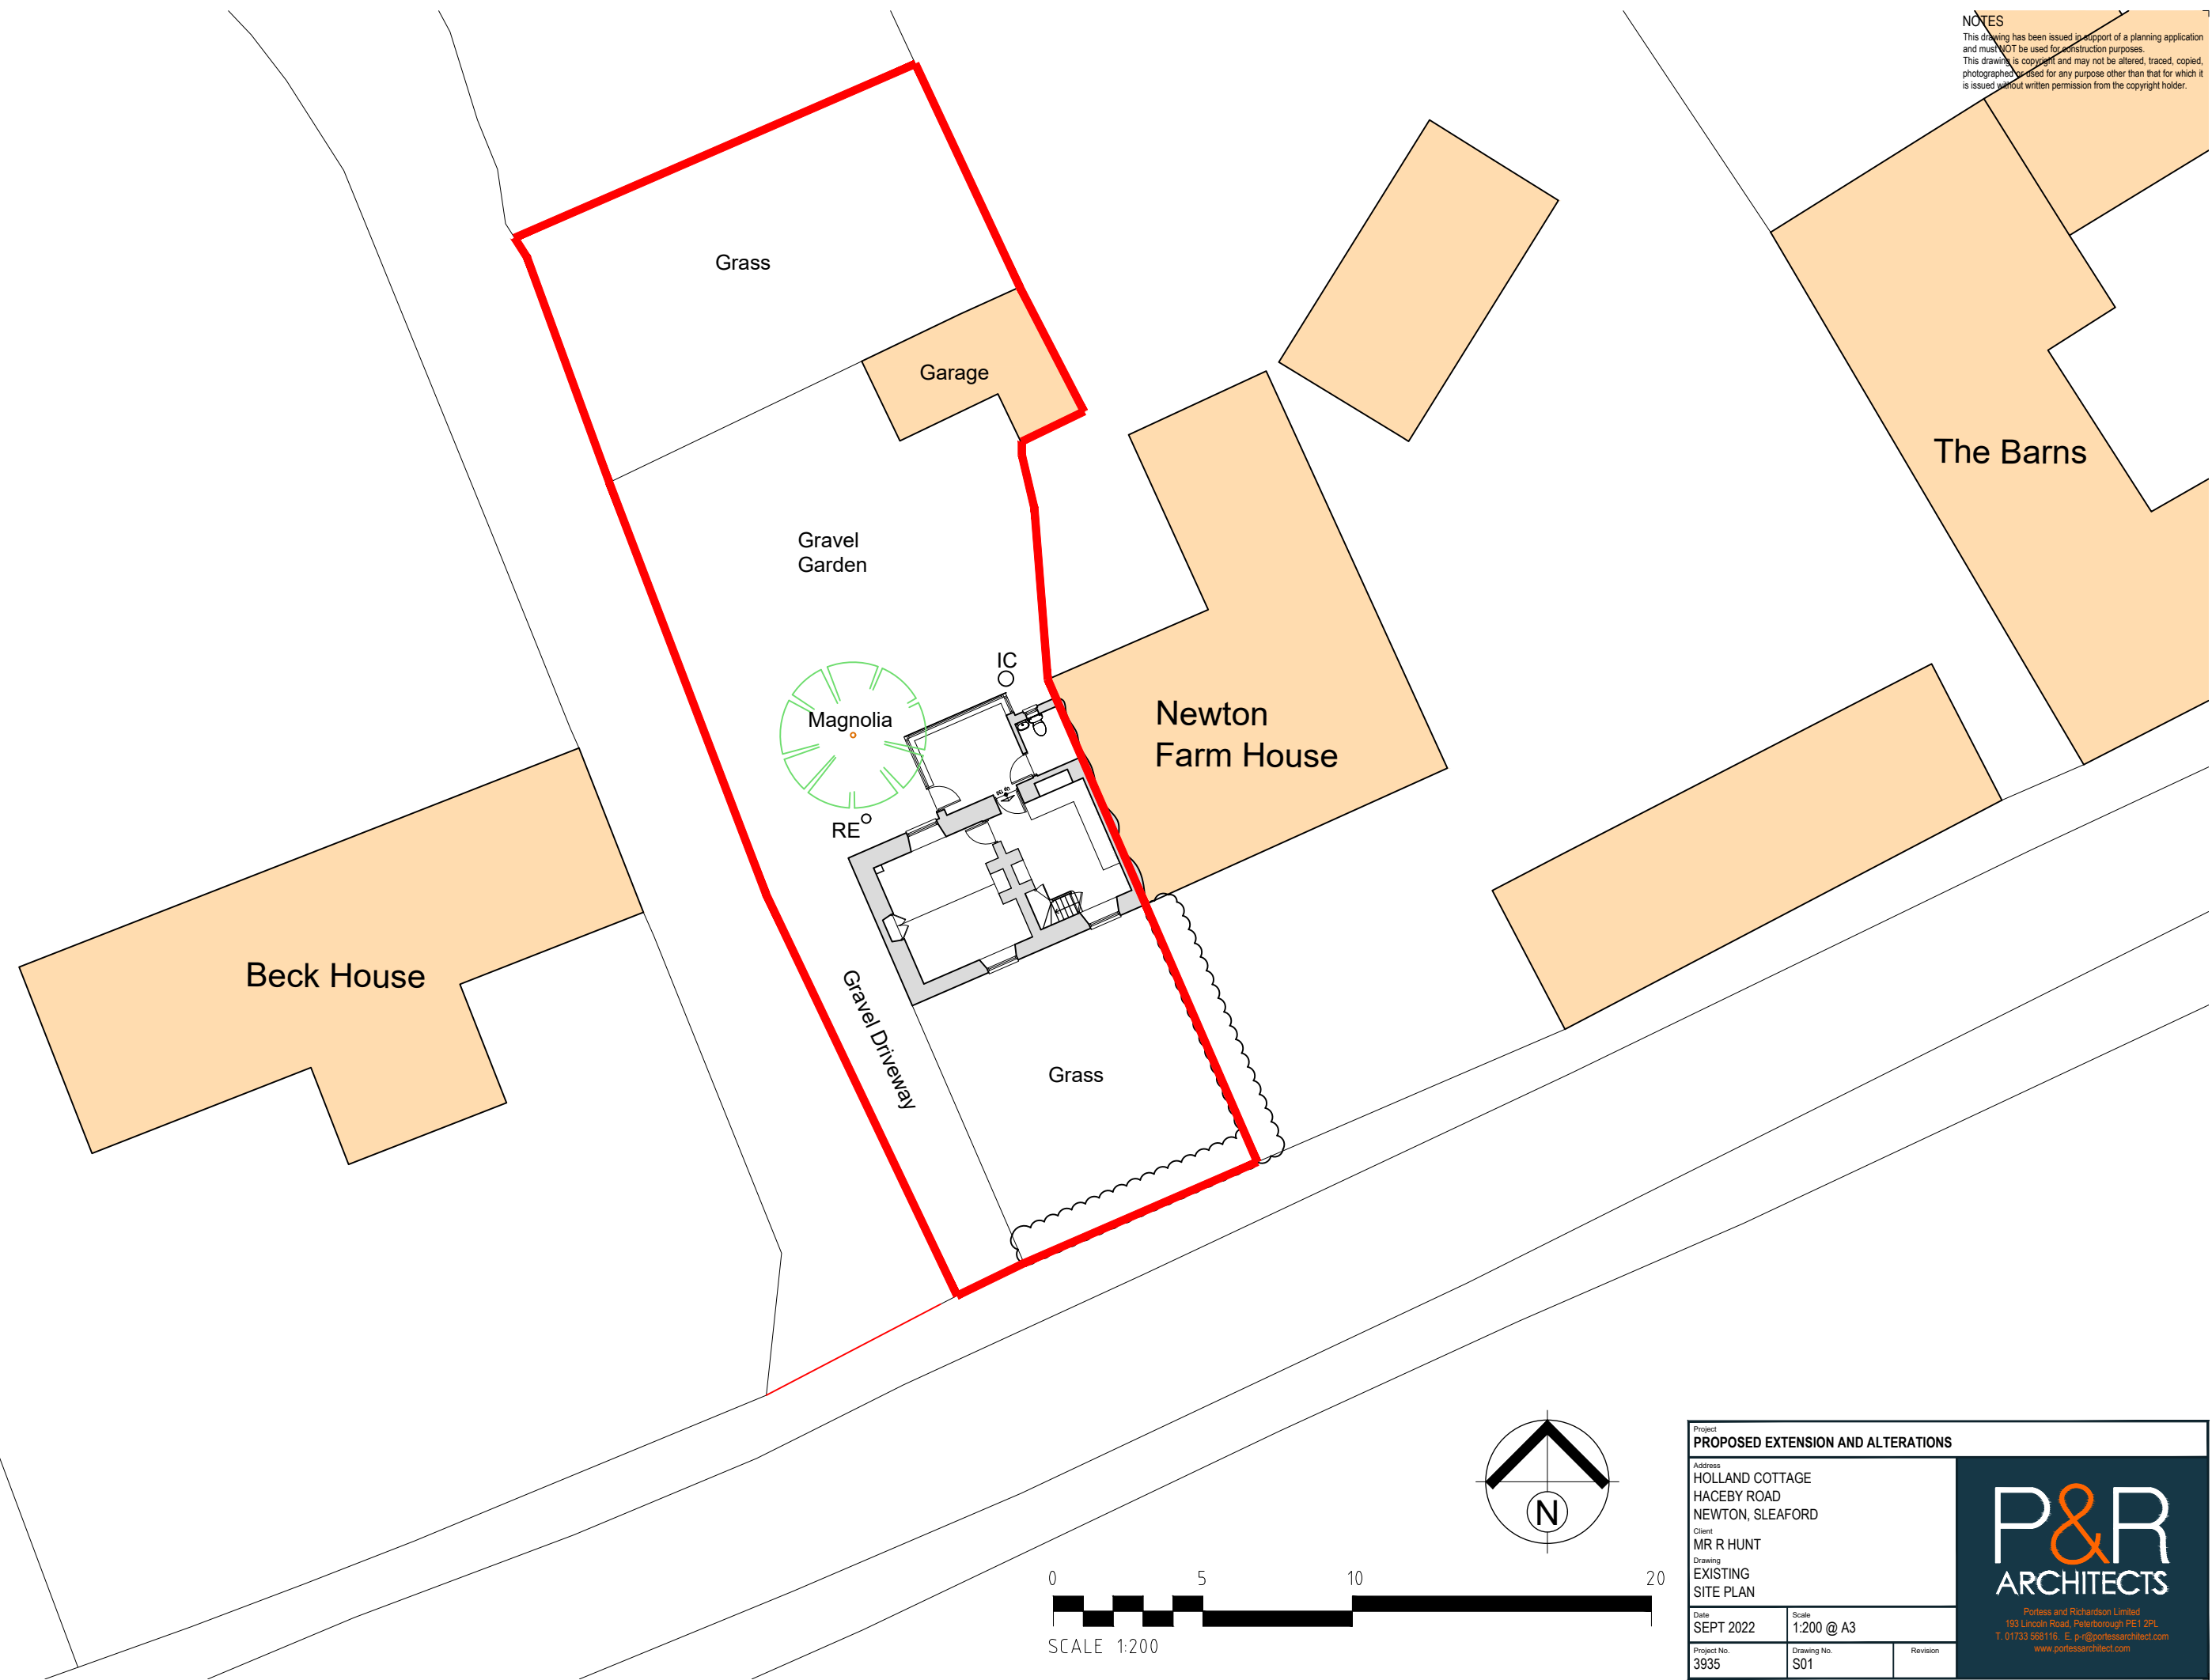 NOTES
This drawing has been issued in support of a planning application
and must NOT be used for construction purposes.
This drawing is copyright and may not be altered, traced, copied,
photographed or used for any purpose other than that for which it
is issued without written permission from the copyright holder.
Grass
Garage
The Barns
Gravel
Garden
IC
Magnolia
Newton
Farm House
RE
Beck House
Gravel Driveway
Grass
N
0 5 10 20
SCALE 1:200
Project
PROPOSED EXTENSION AND ALTERATIONS
Address
HOLLAND COTTAGE
HACEBY ROAD
NEWTON, SLEAFORD
Client
MR R HUNT
Drawing
EXISTING
SITE PLAN
Date
SEPT 2022
Scale
1:200 @ A3
Project No.
3935
Drawing No.
S01
Revision
P&R
ARCHITECTS
Portess and Richardson Limited
193 Lincoln Road, Peterborough PE1 2PL
T. 01733 568116. E. p-r@portessarchitect.com
www.portessarchitect.com